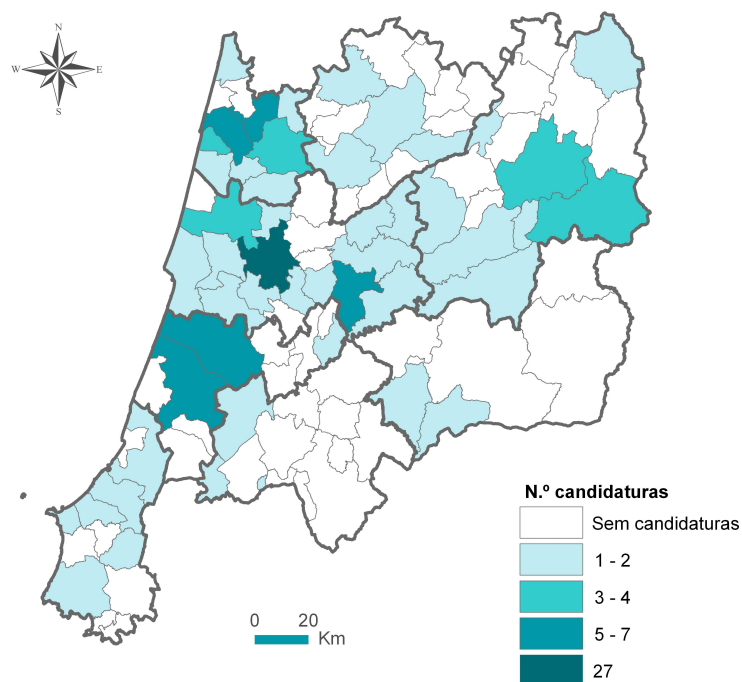 N
W E
S
N.º candidaturas
Sem candidaturas
1 - 2
3 - 4
5 - 7
27
0 20
Km